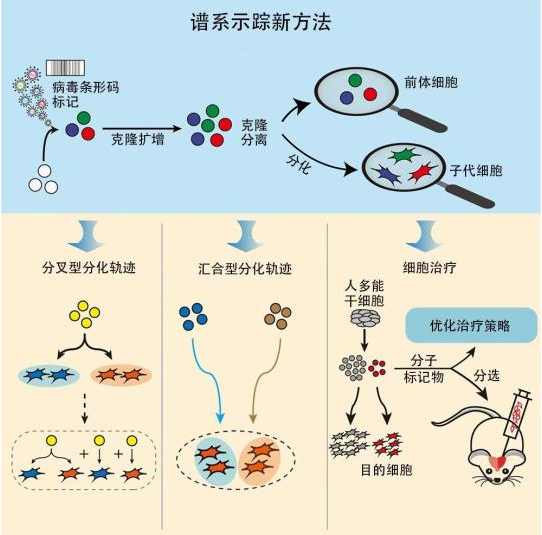 谱系示踪新方法
病毒条形码
标记
克隆扩增
克隆
分离
分化
前体细胞
子代细胞
分叉型分化轨迹
汇合型分化轨迹
细胞治疗
人多能
干细胞
优化治疗策略
分子
标记物
分选
目的细胞